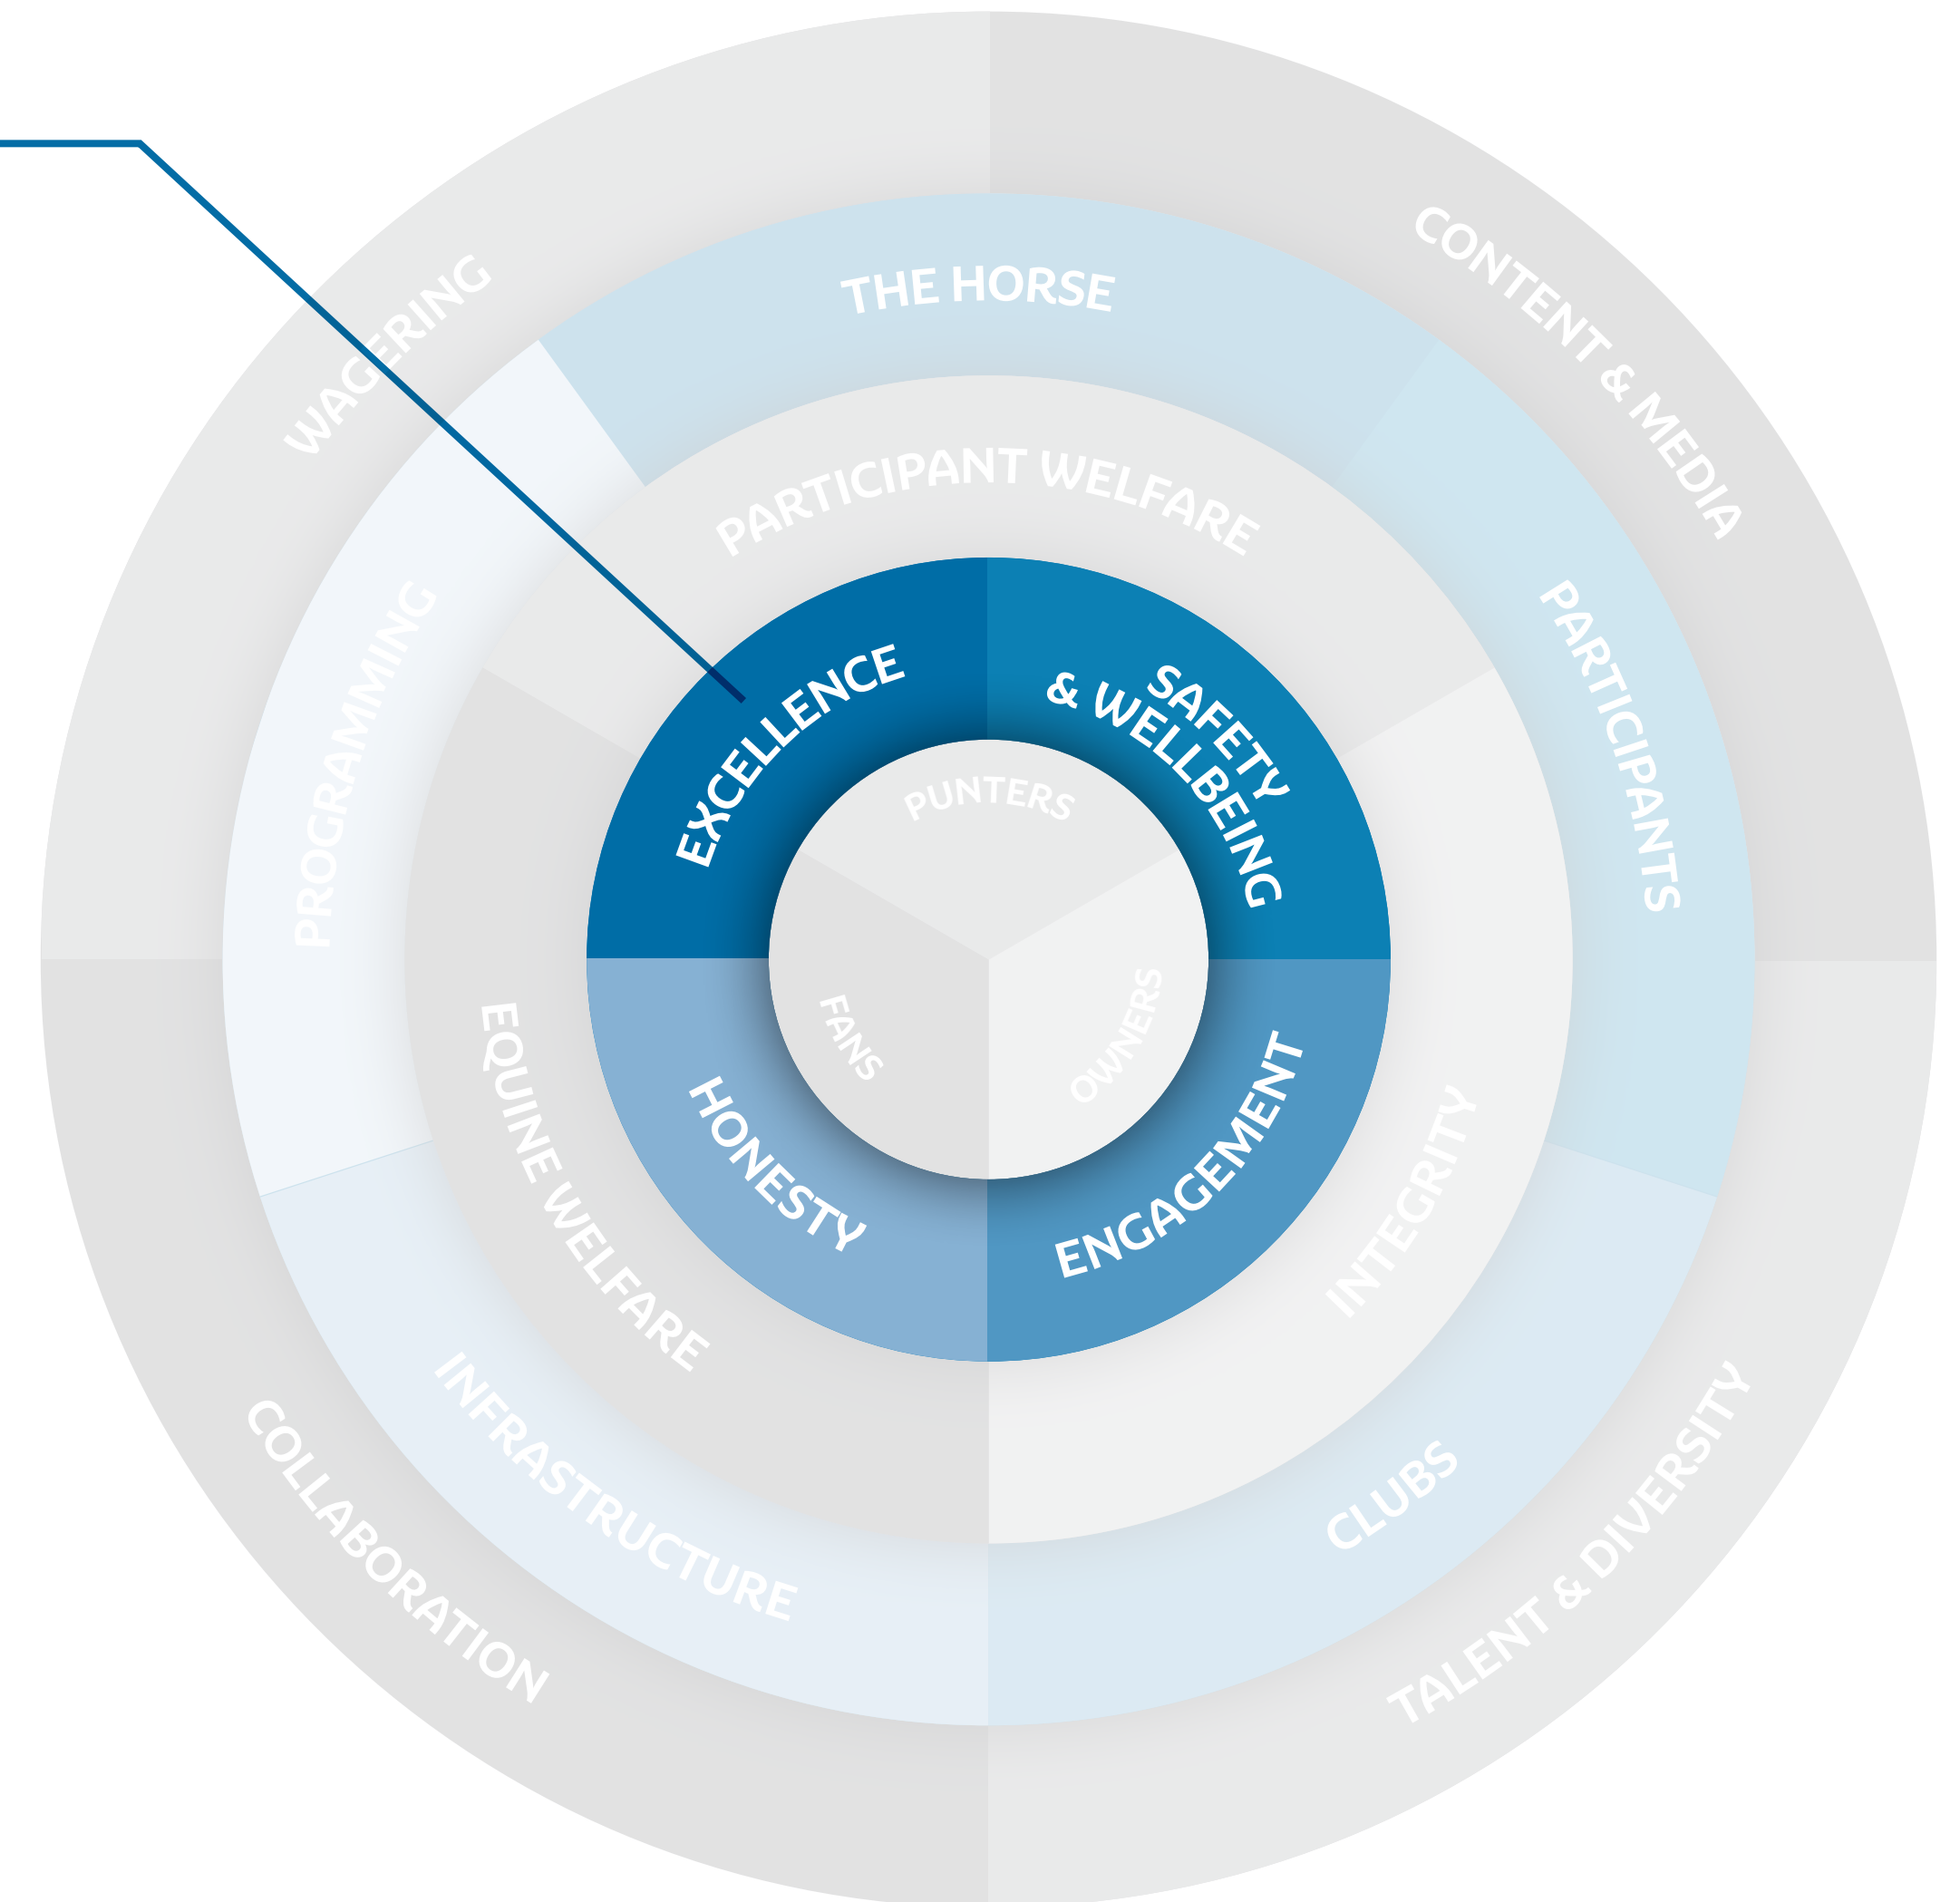 WAGERING
CONTENT & MEDIA
TALENT & DIVERSITY
COLLABORATION
THE HORSE
PARTICIPANTS
CLUBS
INFRASTRUCTURE
PROGRAMMING
PARTICIPANT WELFARE
INTEGRITY
EQUINE WELFARE
EXCELLENCE
SAFETY
& WELLBEING
ENGAGEMENT
HONESTY
PUNTERS
OWNERS
FANS